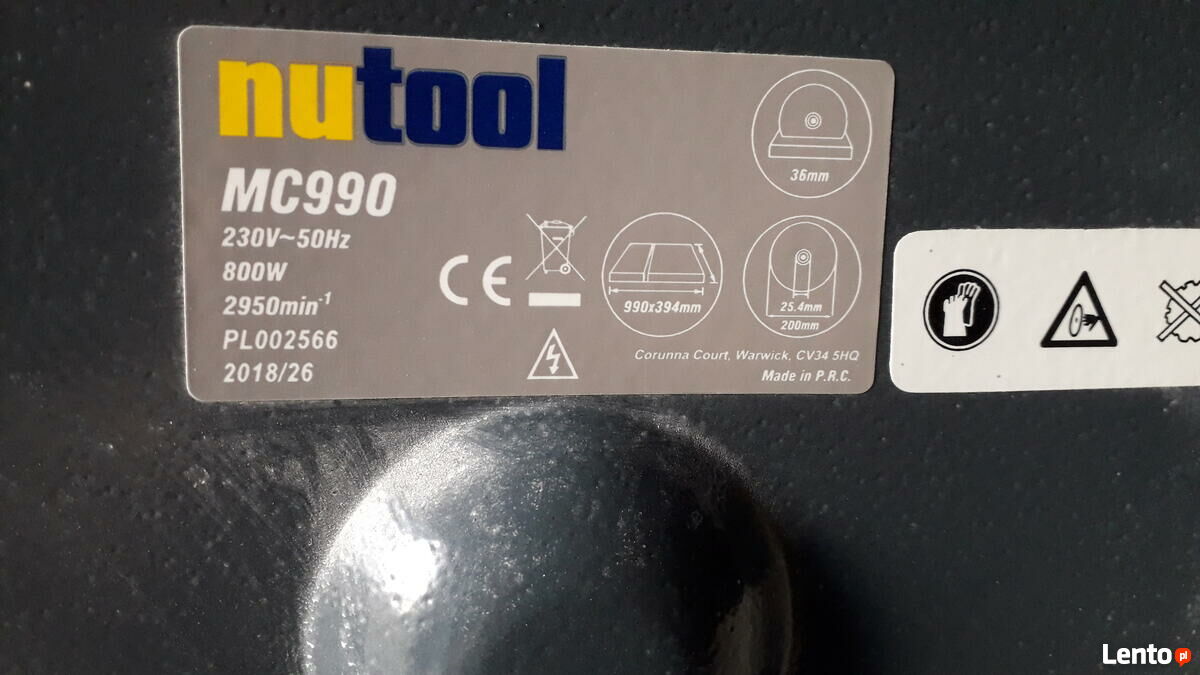 nutool
MC990
230V~50Hz
800W
2950min⁻¹
PL002566
2018/26
CE
36mm
990x394mm
25.4mm
200mm
Corunna Court, Warwick, CV34 5HQ
Made in P.R.C.
Lento.pl